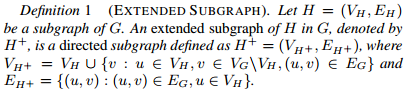 Definition 1 (EXTENDED SUBGRAPH). Let H = (V_H, E_H)
be a subgraph of G. An extended subgraph of H in G, denoted by
H⁺, is a directed subgraph defined as H⁺ = (V_{H⁺}, E_{H⁺}), where
V_{H⁺} = V_H ∪ {v : u ∈ V_H, v ∈ V_G\V_H, (u, v) ∈ E_G} and
E_{H⁺} = {(u, v) : (u, v) ∈ E_G, u ∈ V_H}.